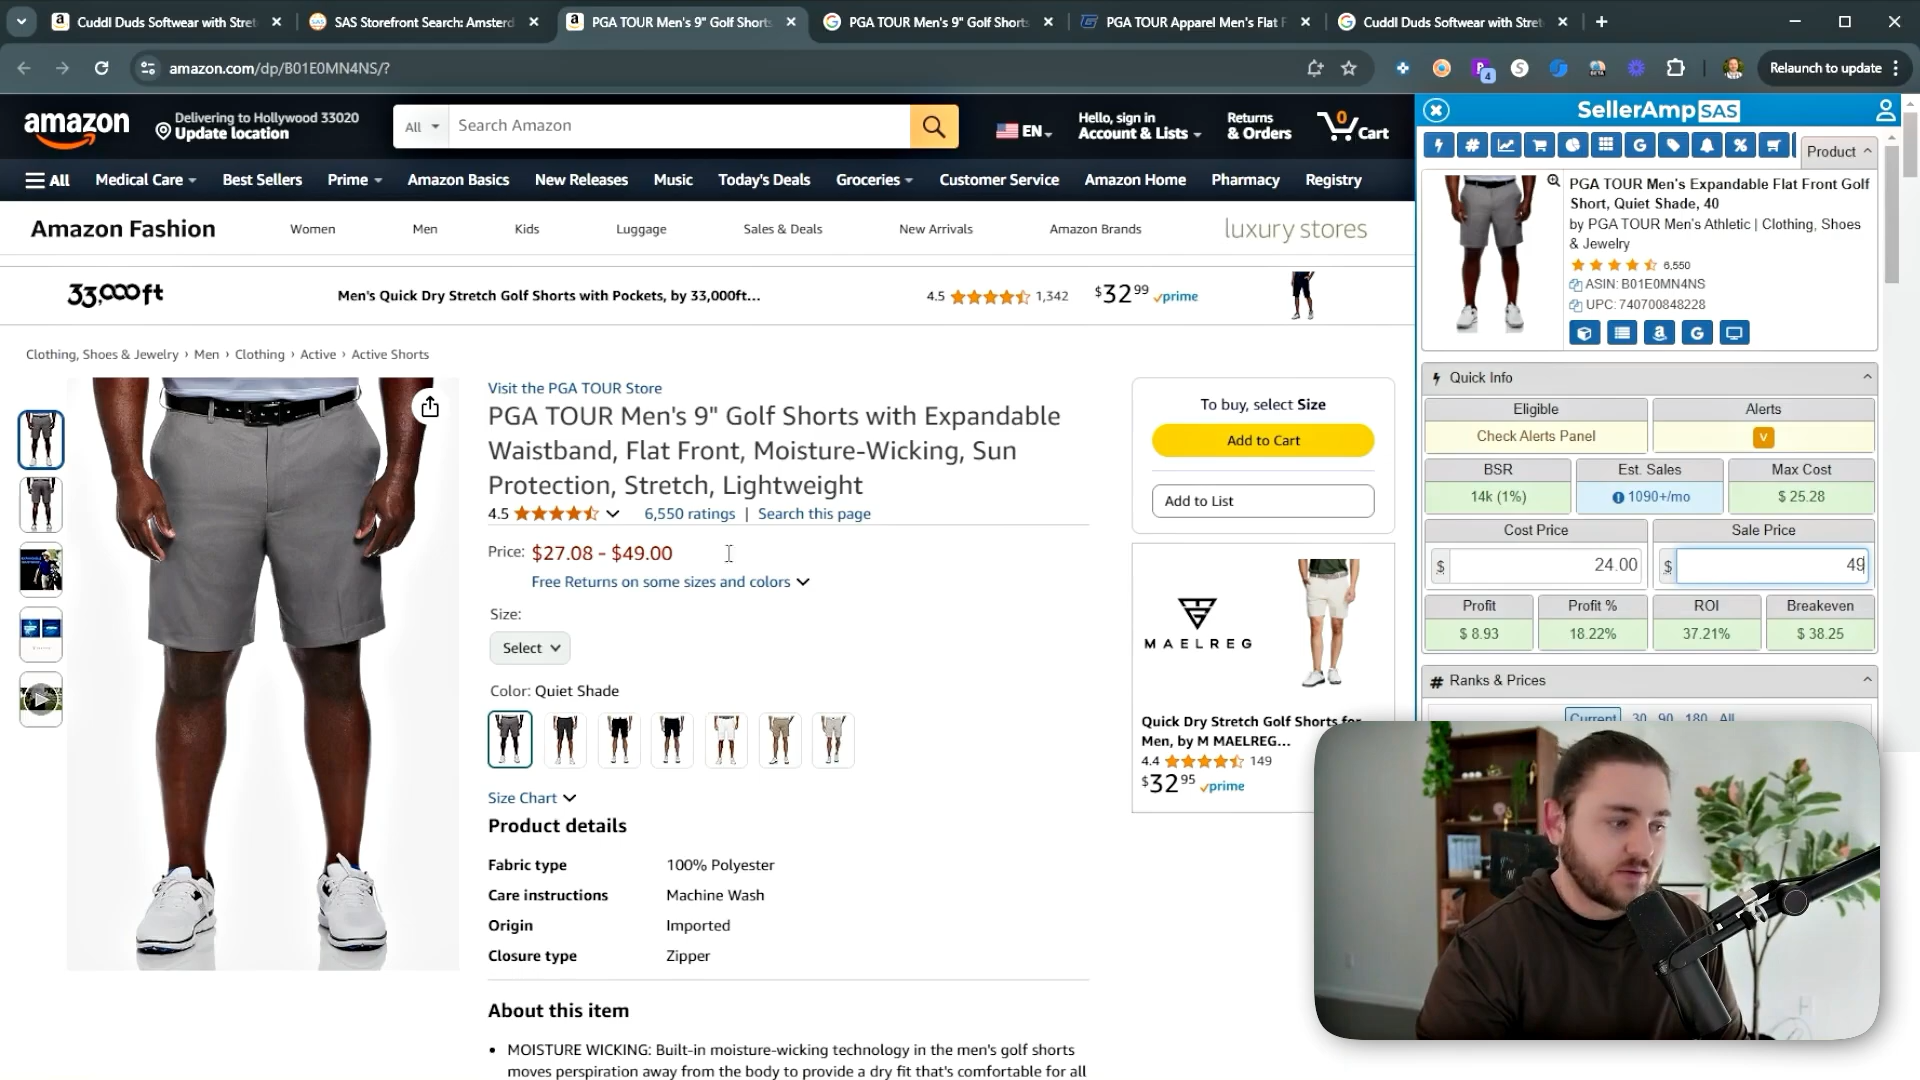 Cuddl Duds Softwear with Stret
SAS Storefront Search: Amsterd
PGA TOUR Men's 9" Golf Shorts
PGA TOUR Men's 9" Golf Shorts
PGA TOUR Apparel Men's Flat F
Cuddl Duds Softwear with Stret
amazon.com/dp/B01E0MN4NS/?
4
Relaunch to update
amazon
Delivering to Hollywood 33020
Update location
All
Search Amazon
EN
Hello, sign in
Account & Lists
Returns
& Orders
0
Cart
All
Medical Care
Best Sellers
Prime
Amazon Basics
New Releases
Music
Today's Deals
Groceries
Customer Service
Amazon Home
Pharmacy
Registry
Amazon Fashion
Women
Men
Kids
Luggage
Sales & Deals
New Arrivals
Amazon Brands
luxury stores
33,000ft
Men's Quick Dry Stretch Golf Shorts with Pockets, by 33,000ft...
4.5
1,342
$32 99
prime
Clothing, Shoes & Jewelry › Men › Clothing › Active › Active Shorts
Visit the PGA TOUR Store
PGA TOUR Men's 9" Golf Shorts with Expandable
Waistband, Flat Front, Moisture-Wicking, Sun
Protection, Stretch, Lightweight
4.5
6,550 ratings | Search this page
Price: $27.08 - $49.00
Free Returns on some sizes and colors
Size:
Select
Color: Quiet Shade
Size Chart
Product details
Fabric type 100% Polyester
Care instructions Machine Wash
Origin Imported
Closure type Zipper
About this item
• MOISTURE WICKING: Built-in moisture-wicking technology in the men's golf shorts
moves perspiration away from the body to provide a dry fit that's comfortable for all
To buy, select Size
Add to Cart
Add to List
MAELREG
Quick Dry Stretch Golf Shorts for
Men, by M MAELREG...
4.4
149
$32 95
prime
SellerAmp SAS
Product
PGA TOUR Men's Expandable Flat Front Golf
Short, Quiet Shade, 40
by PGA TOUR Men's Athletic | Clothing, Shoes
& Jewelry
6,550
ASIN: B01E0MN4NS
UPC: 740700848228
Quick Info
Eligible
Alerts
Check Alerts Panel
V
BSR
Est. Sales
Max Cost
14k (1%)
1090+/mo
$ 25.28
Cost Price
Sale Price
$ 24.00
$ 49
Profit
Profit %
ROI
Breakeven
$ 8.93
18.22%
37.21%
$ 38.25
# Ranks & Prices
Current 30 90 180 All